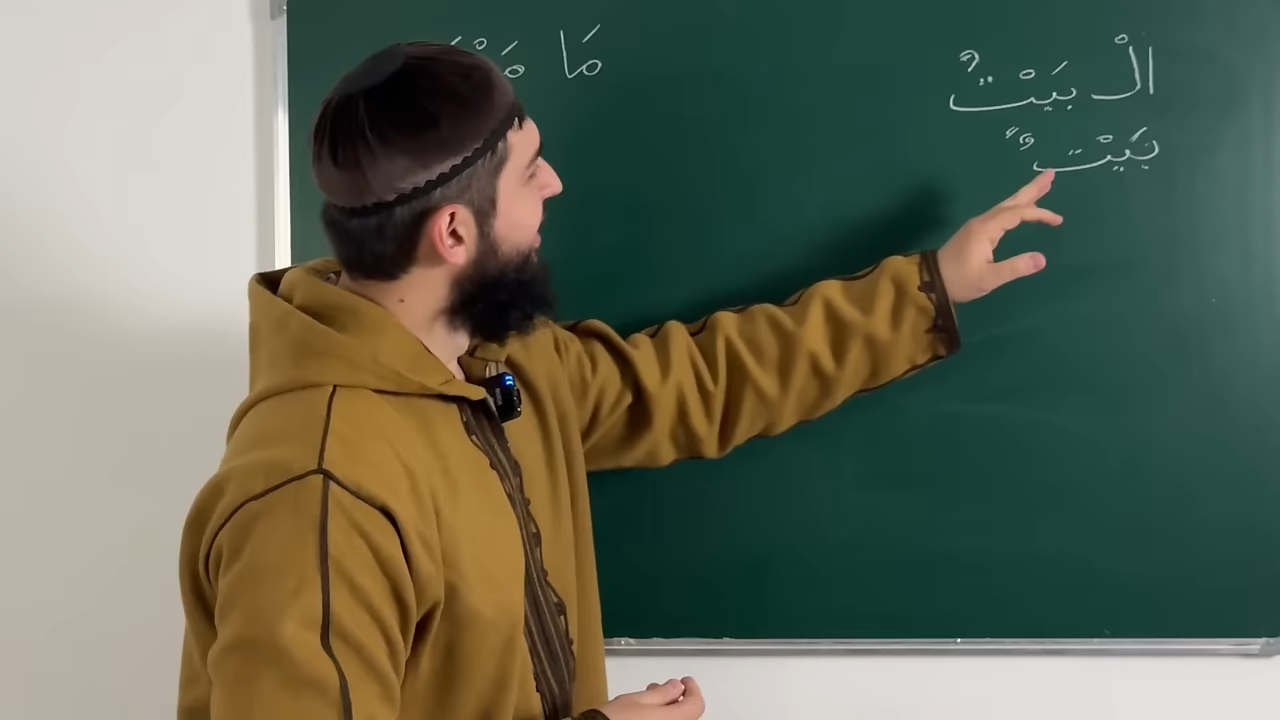 الْ بَيْتُ
بَيْتٌ
مَا